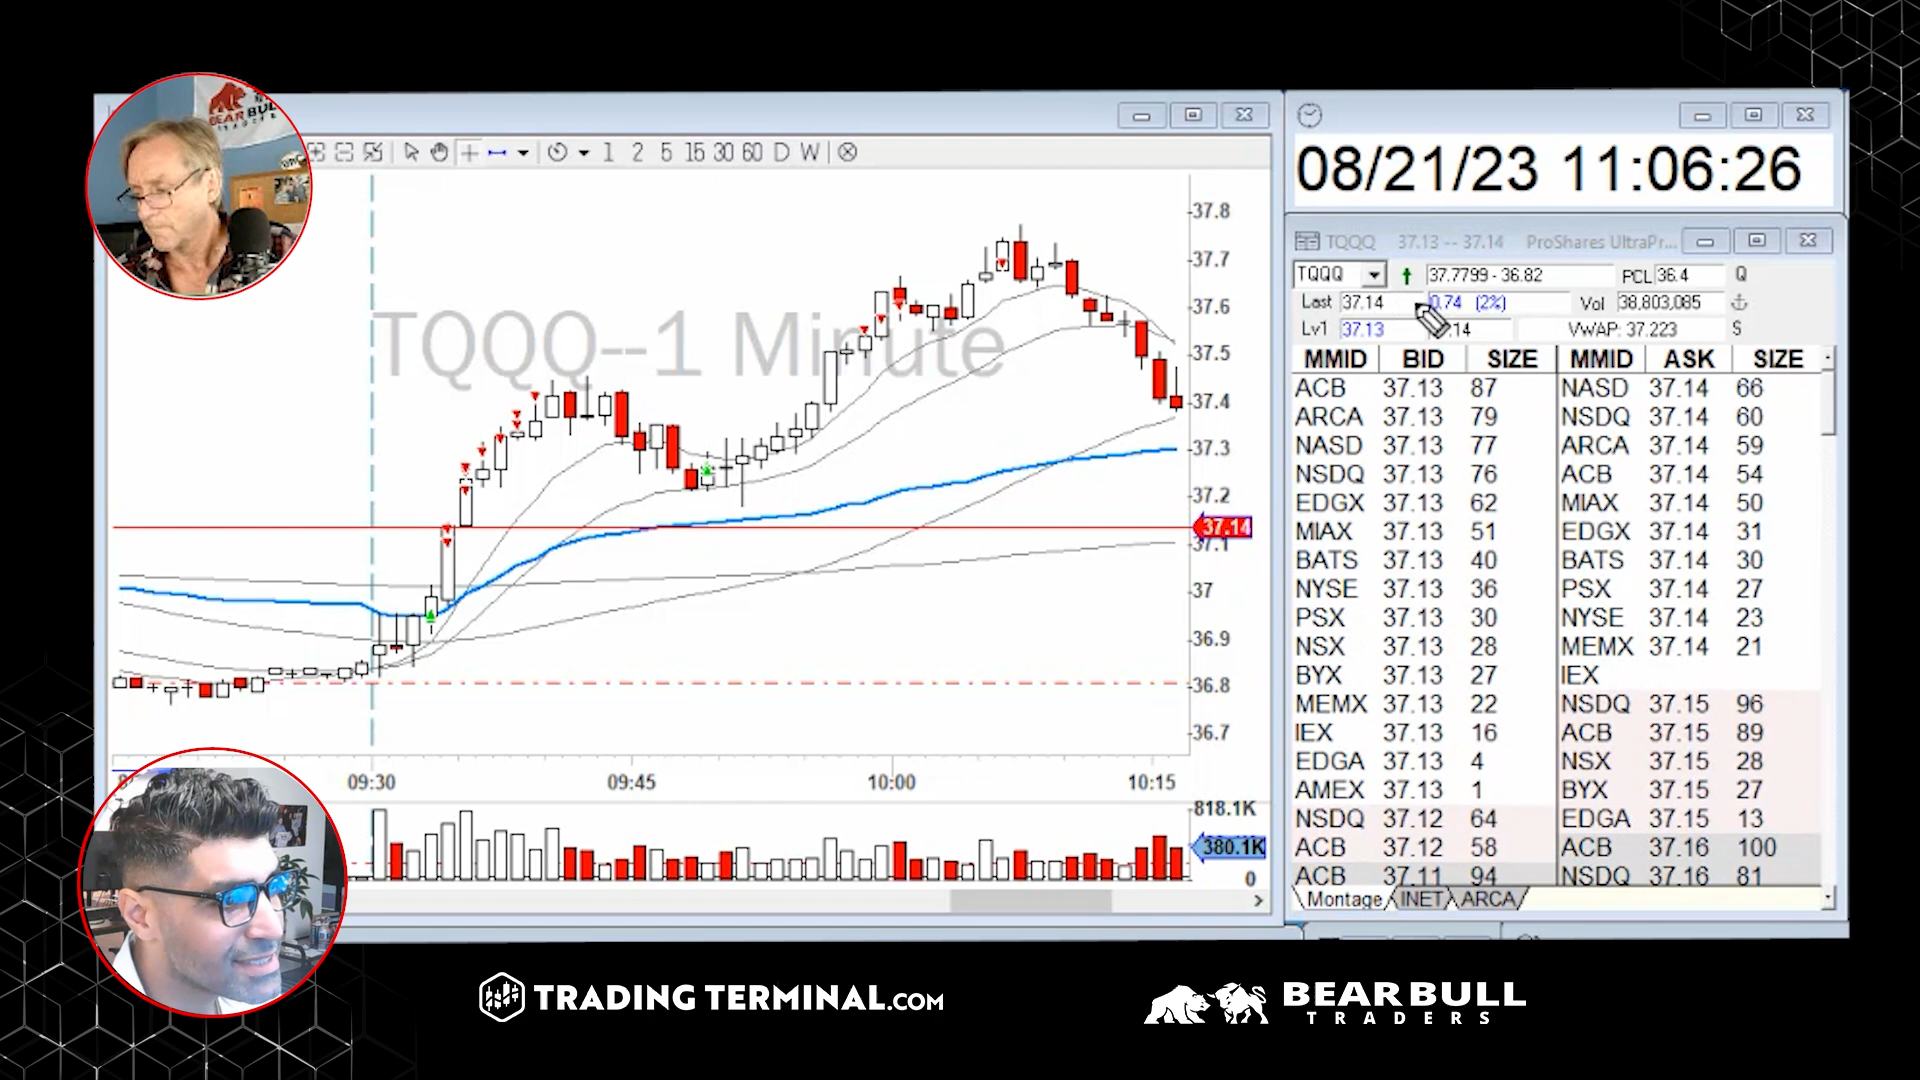 BEAR BULL
TRADERS
1 2 5 15 30 60 D W
08/21/23 11:06:26
TQQQ 37.13 -- 37.14 ProShares UltraPr...
TQQQ 37.7799 - 36.82 PCL 36.4 Q
Last 37.14 0.74 (2%) Vol 38,803,085
Lv1 37.13 .14 VWAP: 37.223 S
TQQQ--1 Minute
37.8
37.7
37.6
37.5
37.4
37.3
37.2
37.14
37.1
37
36.9
36.8
36.7
09:30 09:45 10:00 10:15
818.1K
380.1K
0
MMID BID SIZE MMID ASK SIZE
ACB 37.13 87 NASD 37.14 66
ARCA 37.13 79 NSDQ 37.14 60
NASD 37.13 77 ARCA 37.14 59
NSDQ 37.13 76 ACB 37.14 54
EDGX 37.13 62 MIAX 37.14 50
MIAX 37.13 51 EDGX 37.14 31
BATS 37.13 40 BATS 37.14 30
NYSE 37.13 36 PSX 37.14 27
PSX 37.13 30 NYSE 37.14 23
NSX 37.13 28 MEMX 37.14 21
BYX 37.13 27 IEX
MEMX 37.13 22 NSDQ 37.15 96
IEX 37.13 16 ACB 37.15 89
EDGA 37.13 4 NSX 37.15 28
AMEX 37.13 1 BYX 37.15 27
NSDQ 37.12 64 EDGA 37.15 13
ACB 37.12 58 ACB 37.16 100
ACB 37.11 94 NSDQ 37.16 81
Montage INET ARCA
TRADING TERMINAL.COM
BEAR BULL
TRADERS